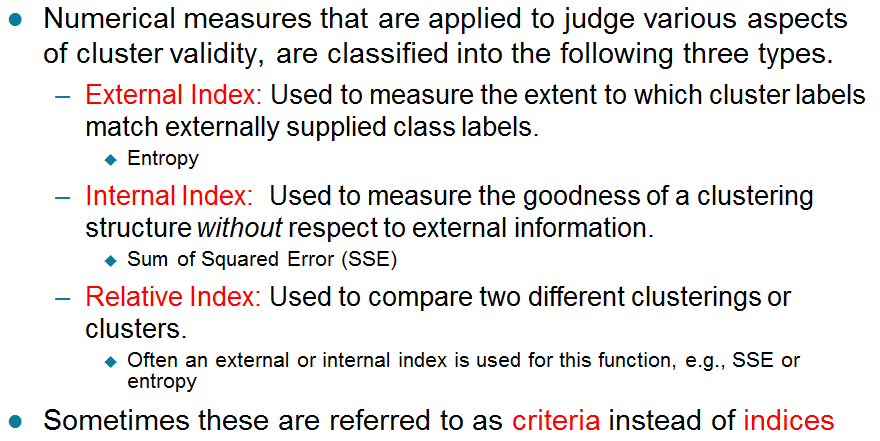 ● Numerical measures that are applied to judge various aspects
of cluster validity, are classified into the following three types.
– External Index: Used to measure the extent to which cluster labels
match externally supplied class labels.
◆ Entropy
– Internal Index: Used to measure the goodness of a clustering
structure without respect to external information.
◆ Sum of Squared Error (SSE)
– Relative Index: Used to compare two different clusterings or
clusters.
◆ Often an external or internal index is used for this function, e.g., SSE or
entropy
● Sometimes these are referred to as criteria instead of indices